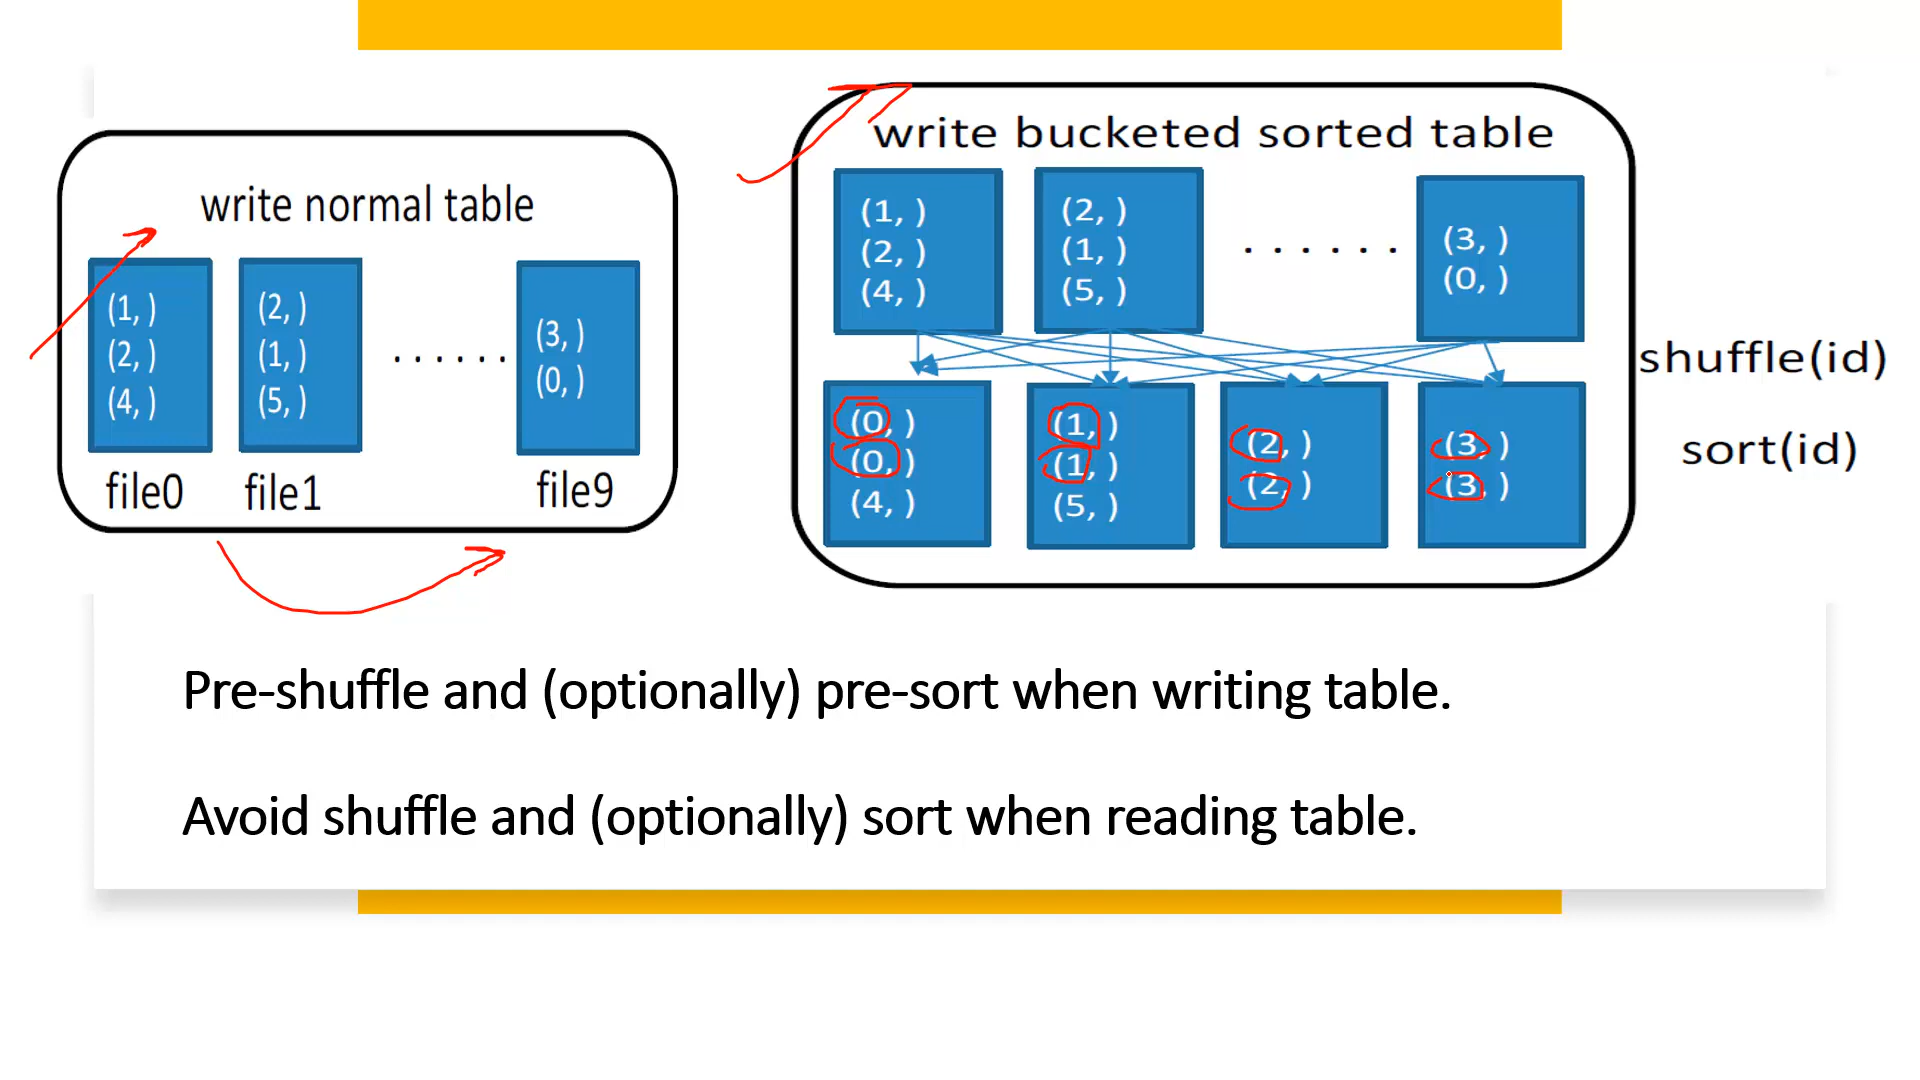 write normal table
(1, )
(2, )
(4, )
(2, )
(1, )
(5, )
. . . . . .
(3, )
(0, )
file0
file1
file9
write bucketed sorted table
(1, )
(2, )
(4, )
(2, )
(1, )
(5, )
. . . . . .
(3, )
(0, )
shuffle(id)
(0, )
(0, )
(4, )
(1, )
(1, )
(5, )
(2, )
(2, )
(3, )
(3, )
sort(id)
Pre-shuffle and (optionally) pre-sort when writing table.
Avoid shuffle and (optionally) sort when reading table.